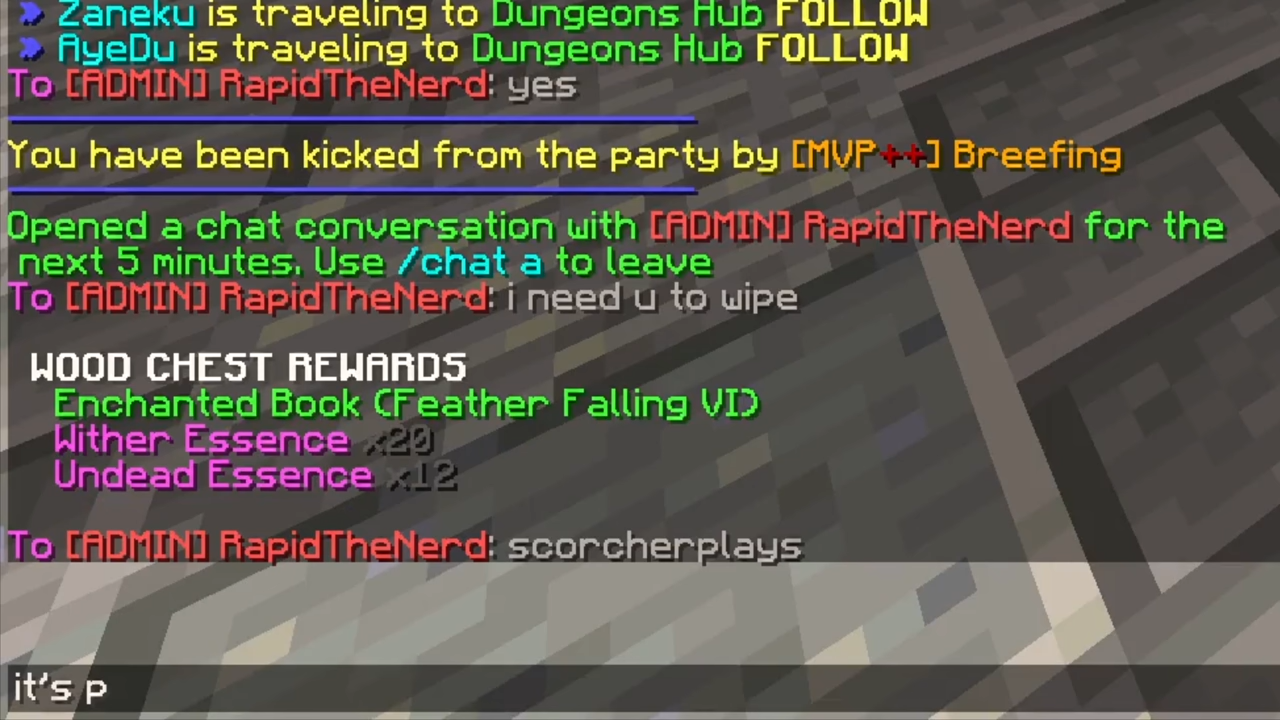 » Zaneku is traveling to Dungeons Hub FOLLOW
» AyeDu is traveling to Dungeons Hub FOLLOW
To [ADMIN] RapidTheNerd: yes
You have been kicked from the party by [MVP++] Breefing
Opened a chat conversation with [ADMIN] RapidTheNerd for the
next 5 minutes. Use /chat a to leave
To [ADMIN] RapidTheNerd: i need u to wipe
WOOD CHEST REWARDS
Enchanted Book (Feather Falling VI)
Wither Essence x20
Undead Essence x12
To [ADMIN] RapidTheNerd: scorcherplays
it's p